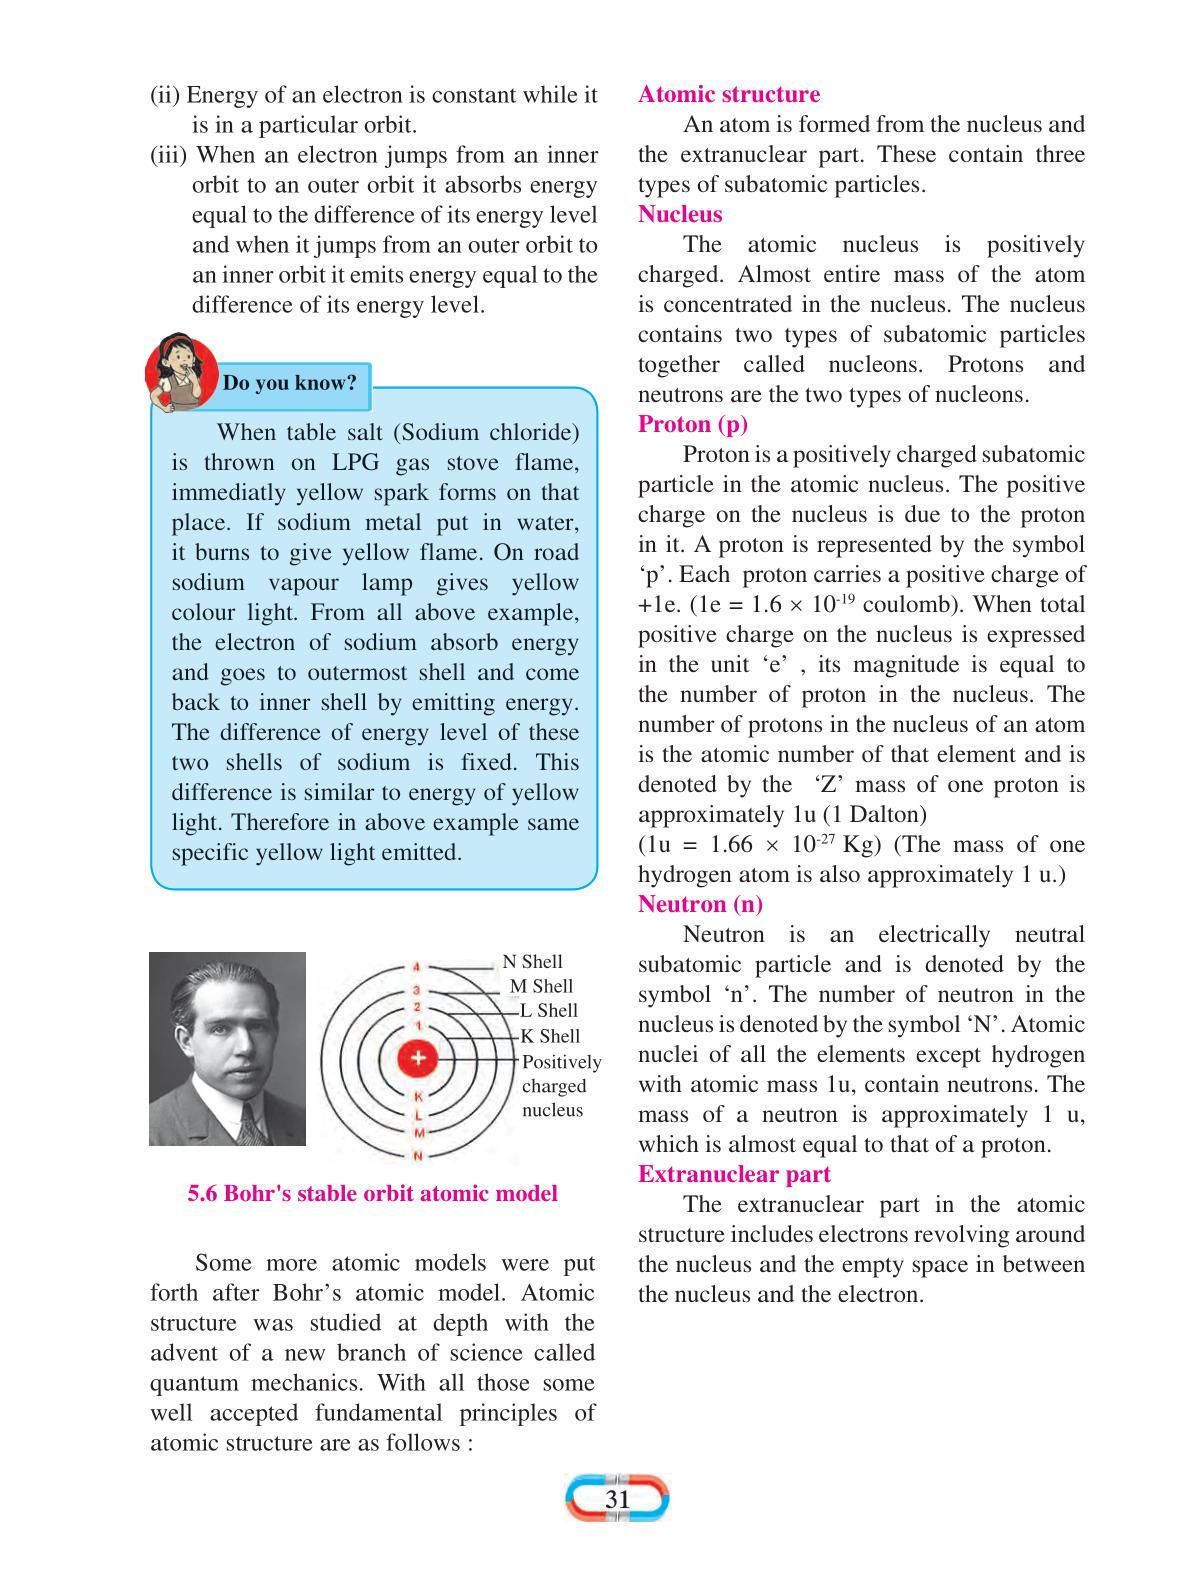 (ii) Energy of an electron is constant while it
is in a particular orbit.
(iii) When an electron jumps from an inner
orbit to an outer orbit it absorbs energy
equal to the difference of its energy level
and when it jumps from an outer orbit to
an inner orbit it emits energy equal to the
difference of its energy level.
Do you know?
When table salt (Sodium chloride)
is thrown on LPG gas stove flame,
immediatly yellow spark forms on that
place. If sodium metal put in water,
it burns to give yellow flame. On road
sodium vapour lamp gives yellow
colour light. From all above example,
the electron of sodium absorb energy
and goes to outermost shell and come
back to inner shell by emitting energy.
The difference of energy level of these
two shells of sodium is fixed. This
difference is similar to energy of yellow
light. Therefore in above example same
specific yellow light emitted.
4
3
2
1
+
K
L
M
N
N Shell
M Shell
L Shell
K Shell
Positively
charged
nucleus
5.6 Bohr's stable orbit atomic model
Some more atomic models were put
forth after Bohr’s atomic model. Atomic
structure was studied at depth with the
advent of a new branch of science called
quantum mechanics. With all those some
well accepted fundamental principles of
atomic structure are as follows :
Atomic structure
An atom is formed from the nucleus and
the extranuclear part. These contain three
types of subatomic particles.
Nucleus
The atomic nucleus is positively
charged. Almost entire mass of the atom
is concentrated in the nucleus. The nucleus
contains two types of subatomic particles
together called nucleons. Protons and
neutrons are the two types of nucleons.
Proton (p)
Proton is a positively charged subatomic
particle in the atomic nucleus. The positive
charge on the nucleus is due to the proton
in it. A proton is represented by the symbol
‘p’. Each proton carries a positive charge of
+1e. (1e = 1.6 × 10⁻¹⁹ coulomb). When total
positive charge on the nucleus is expressed
in the unit ‘e’ , its magnitude is equal to
the number of proton in the nucleus. The
number of protons in the nucleus of an atom
is the atomic number of that element and is
denoted by the ‘Z’ mass of one proton is
approximately 1u (1 Dalton)
(1u = 1.66 × 10⁻²⁷ Kg) (The mass of one
hydrogen atom is also approximately 1 u.)
Neutron (n)
Neutron is an electrically neutral
subatomic particle and is denoted by the
symbol ‘n’. The number of neutron in the
nucleus is denoted by the symbol ‘N’. Atomic
nuclei of all the elements except hydrogen
with atomic mass 1u, contain neutrons. The
mass of a neutron is approximately 1 u,
which is almost equal to that of a proton.
Extranuclear part
The extranuclear part in the atomic
structure includes electrons revolving around
the nucleus and the empty space in between
the nucleus and the electron.
31